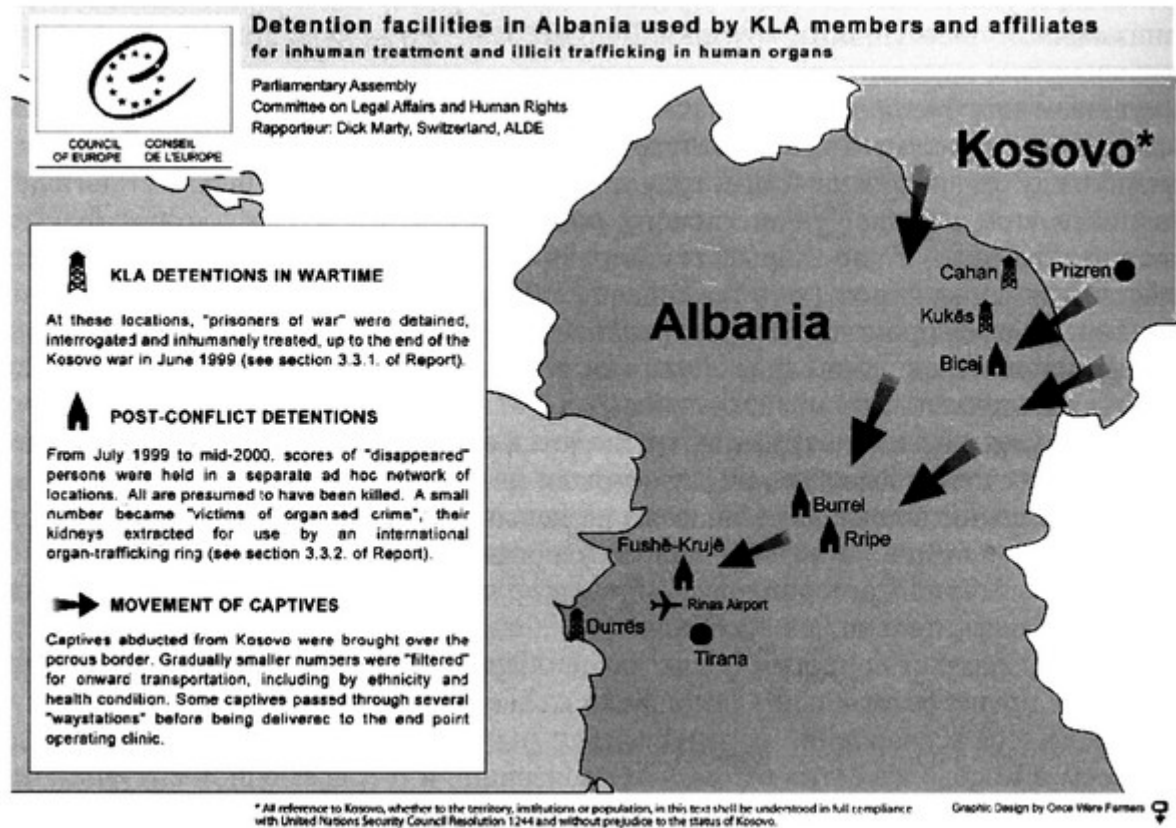 Detention facilities in Albania used by KLA members and affiliates
for inhuman treatment and illicit trafficking in human organs
COUNCIL CONSEIL
OF EUROPE DE L'EUROPE
Parliamentary Assembly
Committee on Legal Affairs and Human Rights
Rapporteur: Dick Marty, Switzerland, ALDE
Kosovo*
Cahan
Prizren
Kukës
Albania
Bicaj
KLA DETENTIONS IN WARTIME
At these locations, "prisoners of war" were detained,
interrogated and inhumanely treated, up to the end of the
Kosovo war in June 1999 (see section 3.3.1. of Report).
POST-CONFLICT DETENTIONS
From July 1999 to mid-2000, scores of "disappeared"
persons were held in a separate ad hoc network of
locations. All are presumed to have been killed. A small
number became "victims of organised crime", their
kidneys extracted for use by an international
organ-trafficking ring (see section 3.3.2. of Report).
MOVEMENT OF CAPTIVES
Captives abducted from Kosovo were brought over the
porous border. Gradually smaller numbers were "filtered"
for onward transportation, including by ethnicity and
health condition. Some captives passed through several
"waystations" before being delivered to the end point
operating clinic.
Burrel
Rripe
Fushë-Krujë
Rinas Airport
Durrës
Tirana
* All reference to Kosovo, whether to the territory, institutions or population, in this text shall be understood in full compliance
with United Nations Security Council Resolution 1244 and without prejudice to the status of Kosovo.
Graphic Design by Once Were Farmers